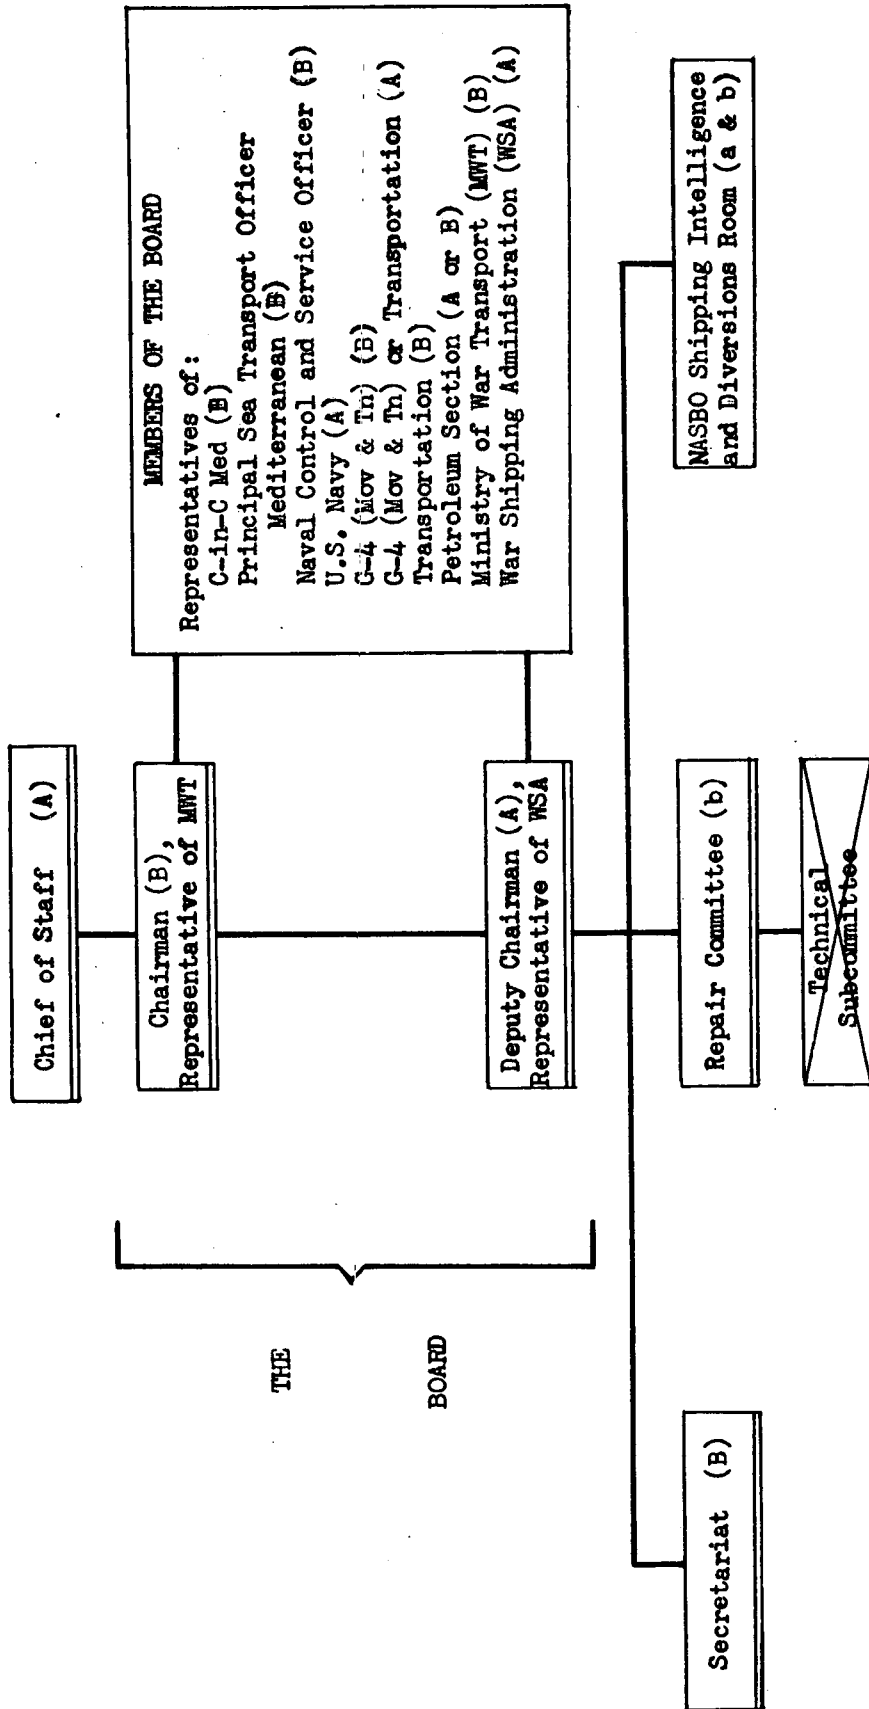 Chief of Staff (A)
Chairman (B),
Representative of MWT
MEMBERS OF THE BOARD
Representatives of:
C-in-C Med (B)
Principal Sea Transport Officer
Mediterranean (B)
Naval Control and Service Officer (B)
U.S. Navy (A)
G-4 (Mov & Tn) (B)
G-4 (Mov & Tn) or Transportation (A)
Transportation (B)
Petroleum Section (A or B)
Ministry of War Transport (MWT) (B)
War Shipping Administration (WSA) (A)
THE
BOARD
Deputy Chairman (A),
Representative of WSA
Secretariat (B)
Repair Committee (b)
NASBO Shipping Intelligence
and Diversions Room (a & b)
Technical
Subcommittee